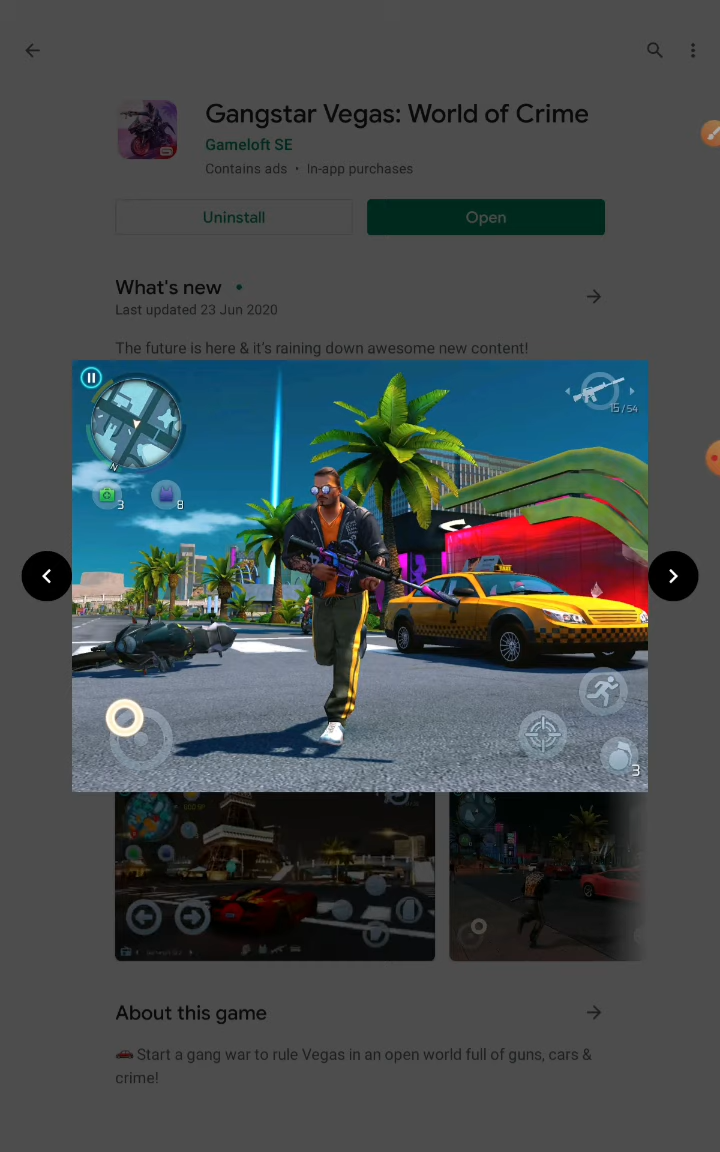 Gangstar Vegas: World of Crime
Gameloft SE
Contains ads • In-app purchases
Uninstall
Open
What's new •
Last updated 23 Jun 2020
The future is here & it's raining down awesome new content!
15/54
N
3
8
TAXI
3
About this game
🚗 Start a gang war to rule Vegas in an open world full of guns, cars &
crime!